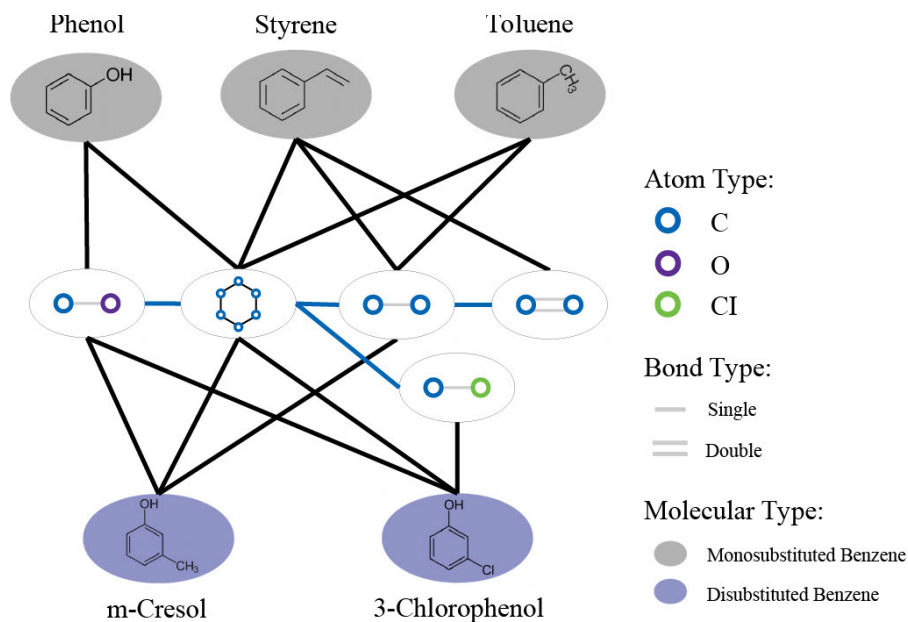 Phenol
Styrene
Toluene
OH
CH3
Atom Type:
C
O
CI
Bond Type:
Single
Double
OH
CH3
OH
Cl
Molecular Type:
Monosubstituted Benzene
Disubstituted Benzene
m-Cresol
3-Chlorophenol